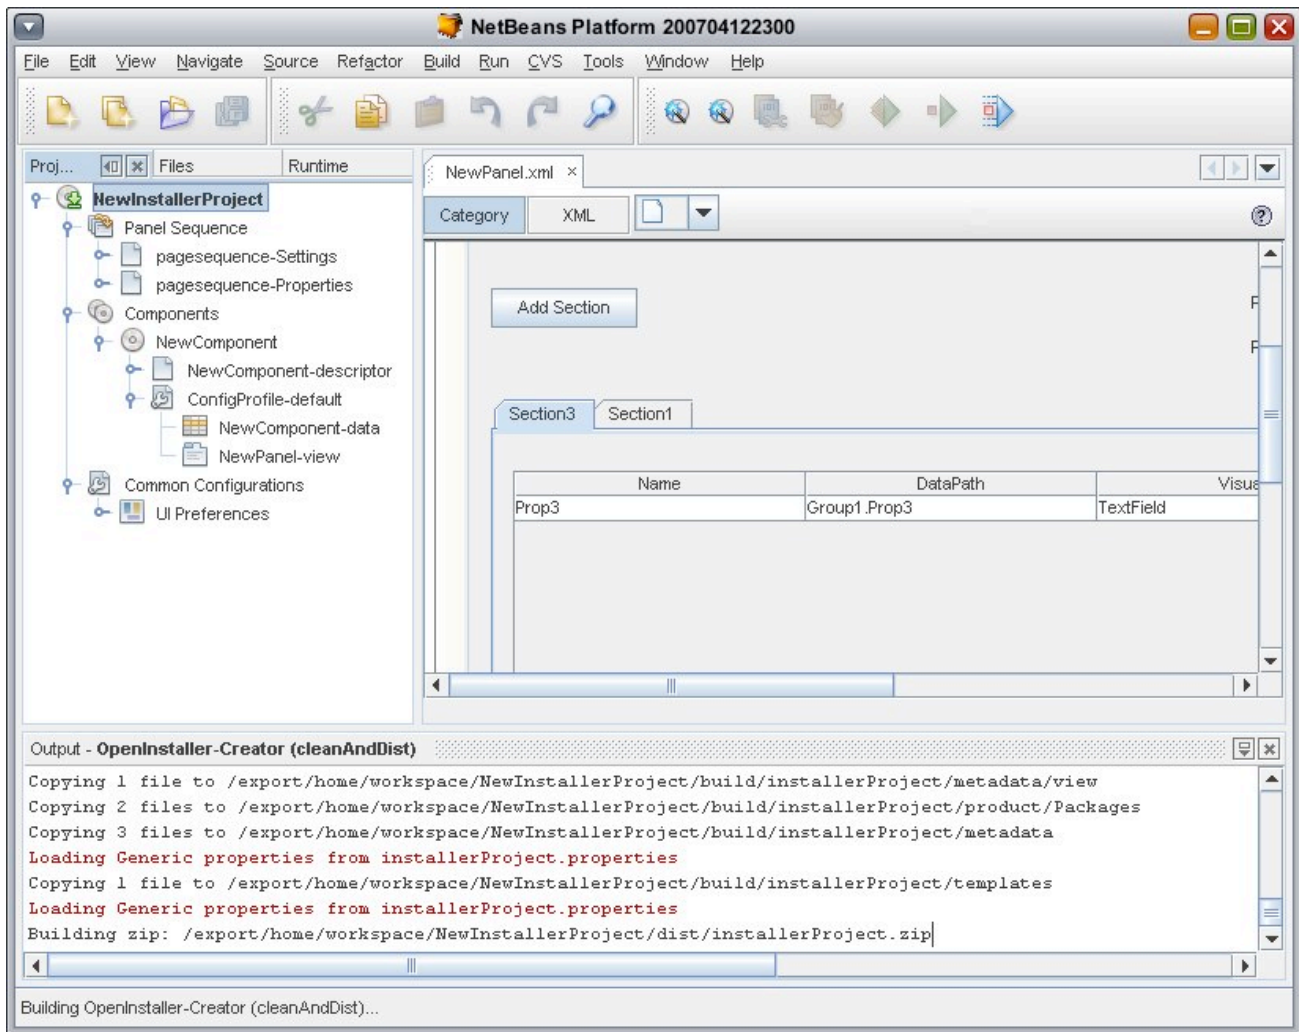 NetBeans Platform 200704122300
File Edit View Navigate Source Refactor Build Run CVS Tools Window Help
Proj... Files Runtime
NewInstallerProject
Panel Sequence
pagesequence-Settings
pagesequence-Properties
Components
NewComponent
NewComponent-descriptor
ConfigProfile-default
NewComponent-data
NewPanel-view
Common Configurations
UI Preferences
NewPanel.xml
Category XML
Add Section
Section3 Section1
Name DataPath Visua
Prop3 Group1.Prop3 TextField
Output - OpenInstaller-Creator (cleanAndDist)
Copying 1 file to /export/home/workspace/NewInstallerProject/build/installerProject/metadata/view
Copying 2 files to /export/home/workspace/NewInstallerProject/build/installerProject/product/Packages
Copying 3 files to /export/home/workspace/NewInstallerProject/build/installerProject/metadata
Loading Generic properties from installerProject.properties
Copying 1 file to /export/home/workspace/NewInstallerProject/build/installerProject/templates
Loading Generic properties from installerProject.properties
Building zip: /export/home/workspace/NewInstallerProject/dist/installerProject.zip
Building OpenInstaller-Creator (cleanAndDist)...